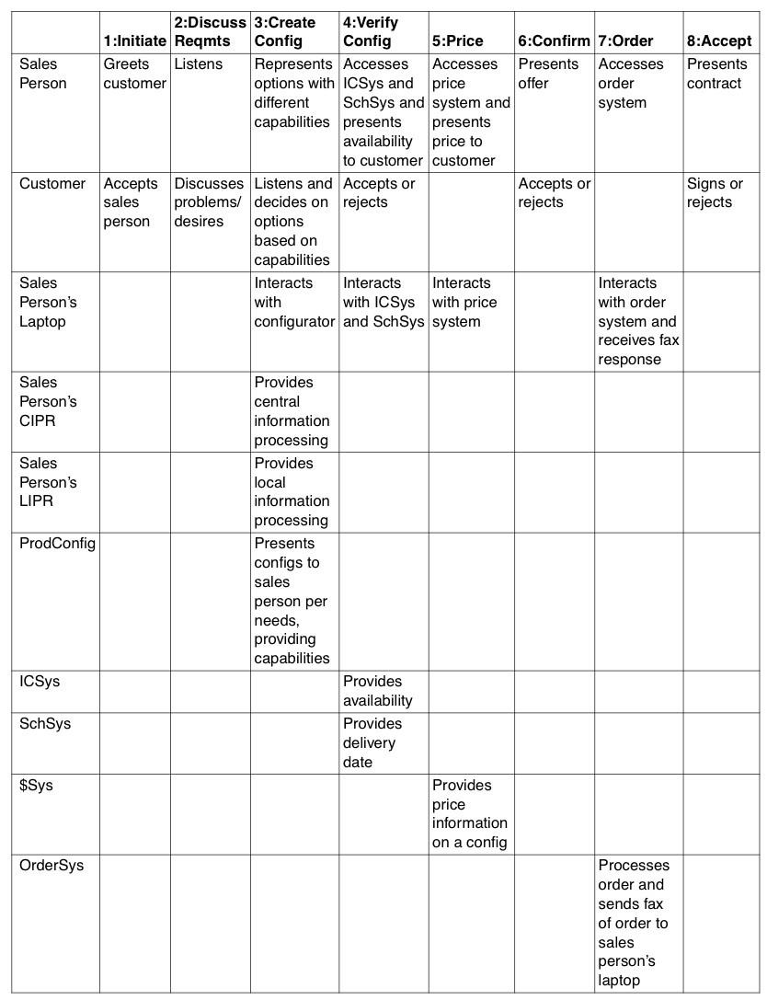 1:Initiate
2:Discuss
Reqmts
3:Create
Config
4:Verify
Config
5:Price
6:Confirm
7:Order
8:Accept
Sales
Person
Greets
customer
Listens
Represents
options with
different
capabilities
Accesses
ICSys and
SchSys and
presents
availability
to customer
Accesses
price
system and
presents
price to
customer
Presents
offer
Accesses
order
system
Presents
contract
Customer
Accepts
sales
person
Discusses
problems/
desires
Listens and
decides on
options
based on
capabilities
Accepts or
rejects
Accepts or
rejects
Signs or
rejects
Sales
Person’s
Laptop
Interacts
with
configurator
Interacts
with ICSys
and SchSys
Interacts
with price
system
Interacts
with order
system and
receives fax
response
Sales
Person’s
CIPR
Provides
central
information
processing
Sales
Person’s
LIPR
Provides
local
information
processing
ProdConfig
Presents
configs to
sales
person per
needs,
providing
capabilities
ICSys
Provides
availability
SchSys
Provides
delivery
date
$Sys
Provides
price
information
on a config
OrderSys
Processes
order and
sends fax
of order to
sales
person’s
laptop